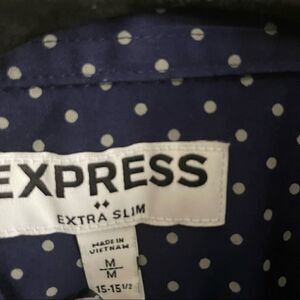 EXPRESS
EXTRA SLIM
MADE IN
VIETNAM
M
M
15-15 1/2